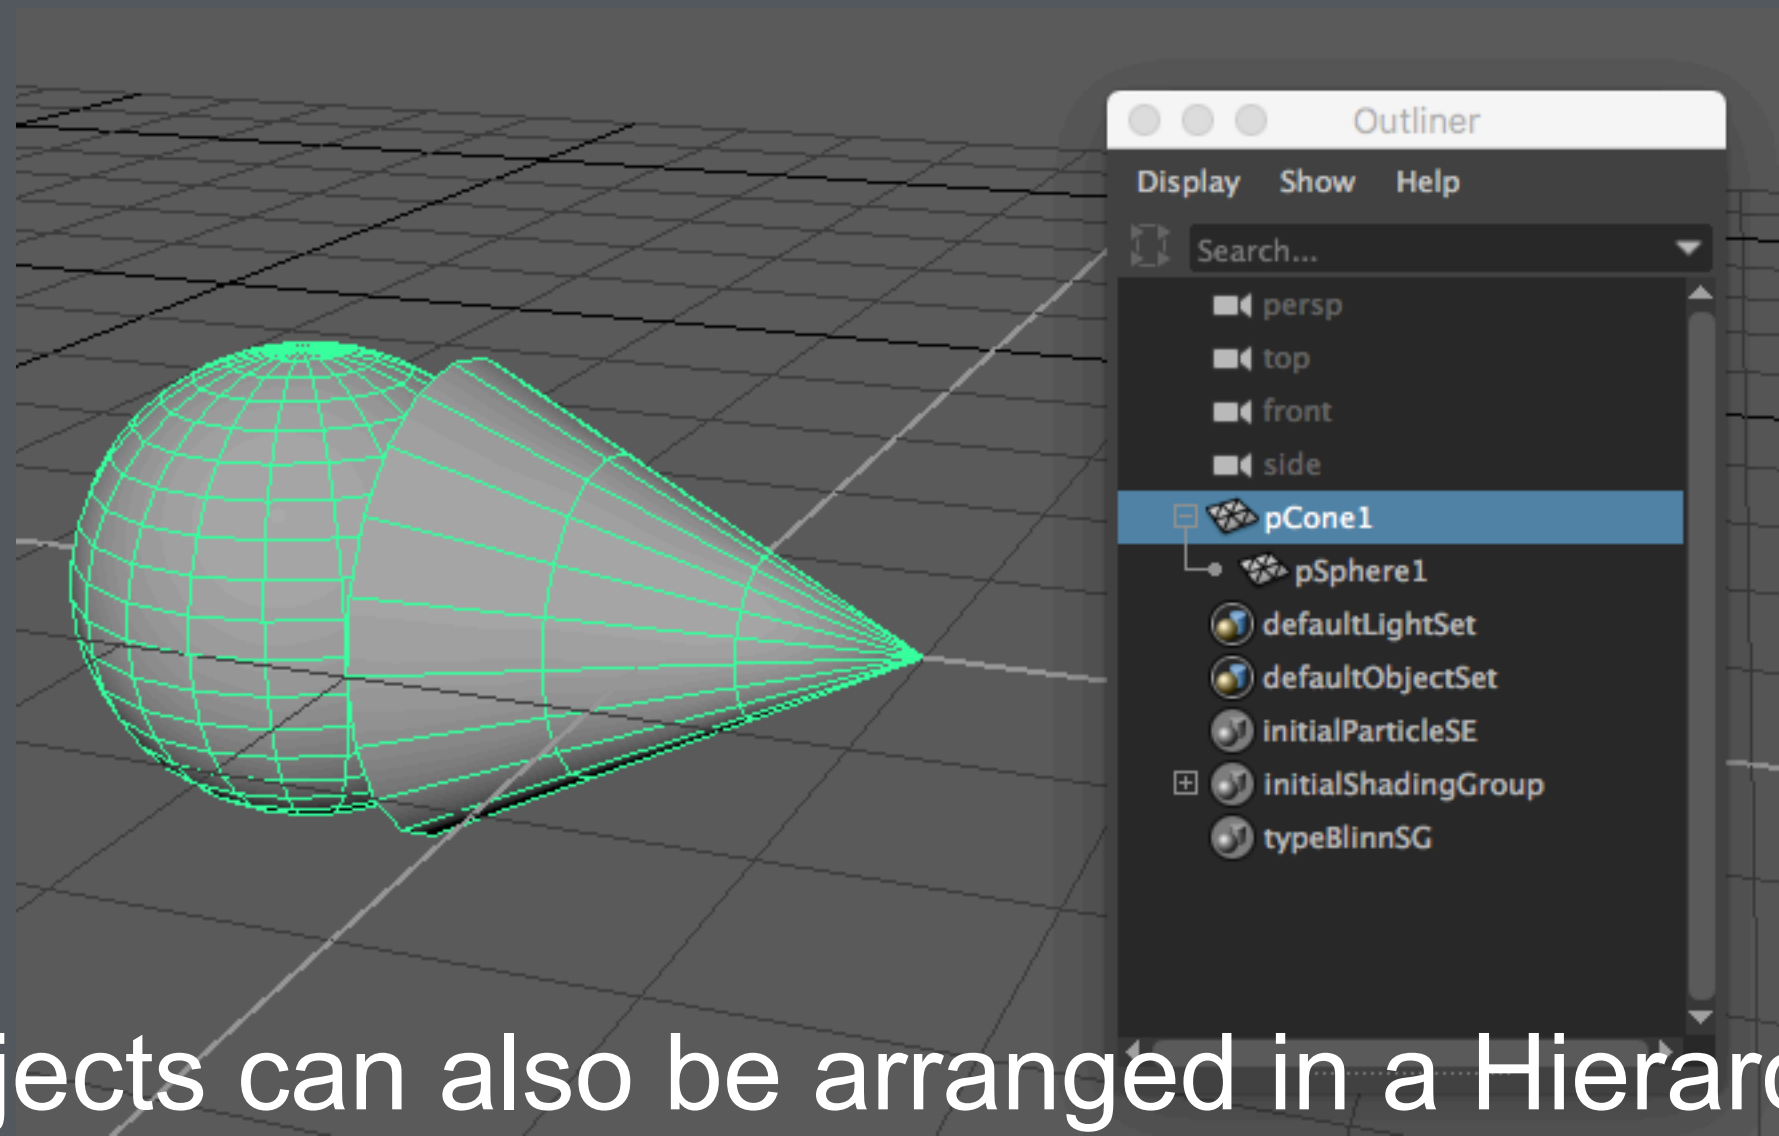 Outliner
Display Show Help
Search...
persp
top
front
side
pCone1
pSphere1
defaultLightSet
defaultObjectSet
initialParticleSE
initialShadingGroup
typeBlinnSG
jects can also be arranged in a Hierarc